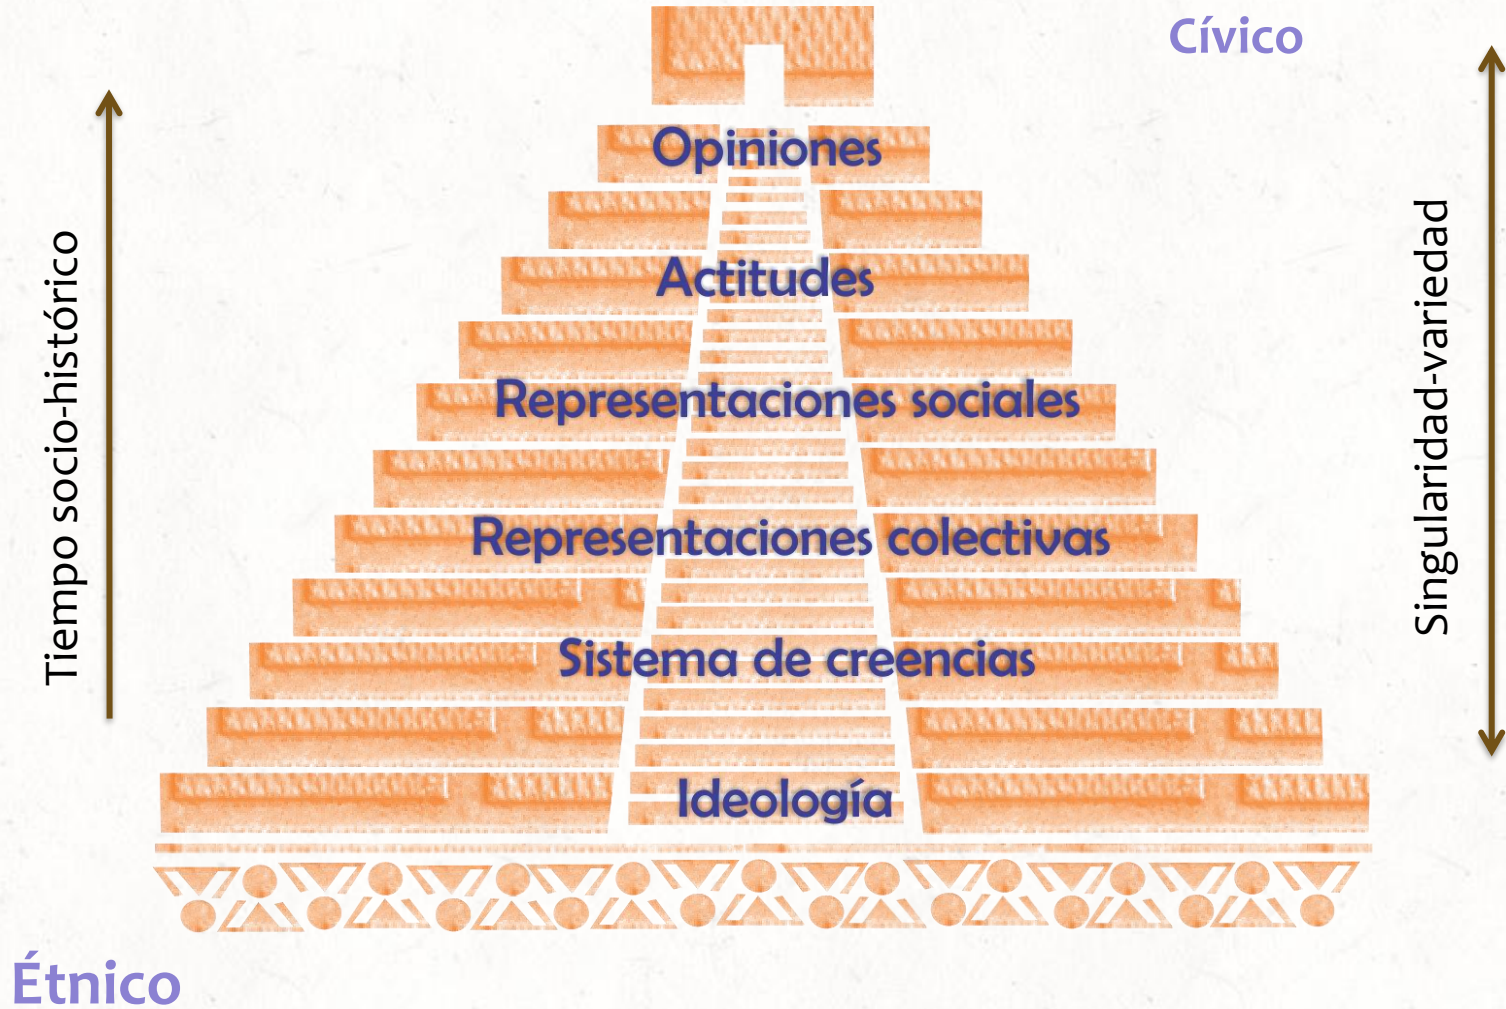 Cívico
Opiniones
Actitudes
Representaciones sociales
Representaciones colectivas
Sistema de creencias
Ideología
Tiempo socio-histórico
Singularidad-variedad
Étnico